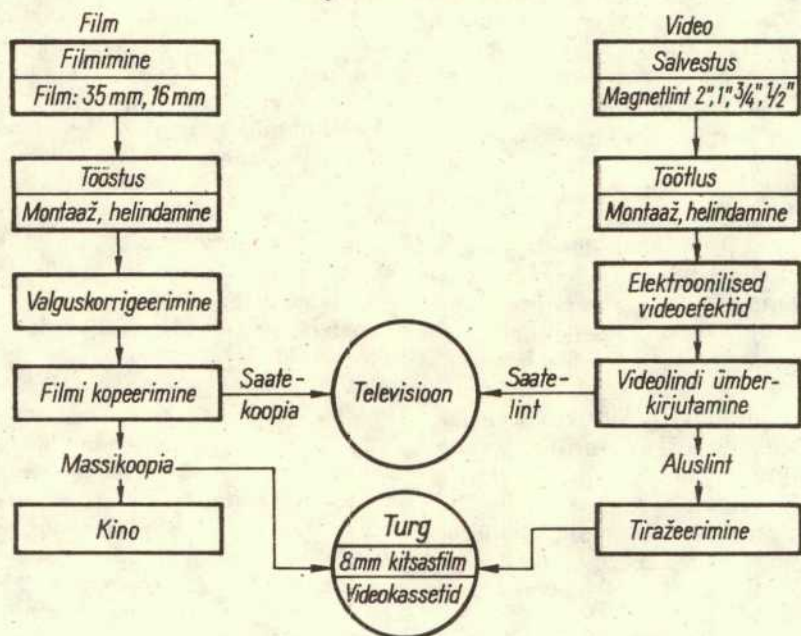 Film
Filmimine
Film: 35 mm, 16 mm
Tööstus
Montaaž, helindamine
Valguskorrigeerimine
Filmi kopeerimine
Saate-
koopia
Massikoopia
Kino
Televisioon
Turg
8 mm kitsasfilm
Videokassetid
Video
Salvestus
Magnetlint 2", 1", 3/4", 1/2"
Töötlus
Montaaž, helindamine
Elektroonilised
videoefektid
Videolindi ümber-
kirjutamine
Saate-
lint
Aluslint
Tiražeerimine